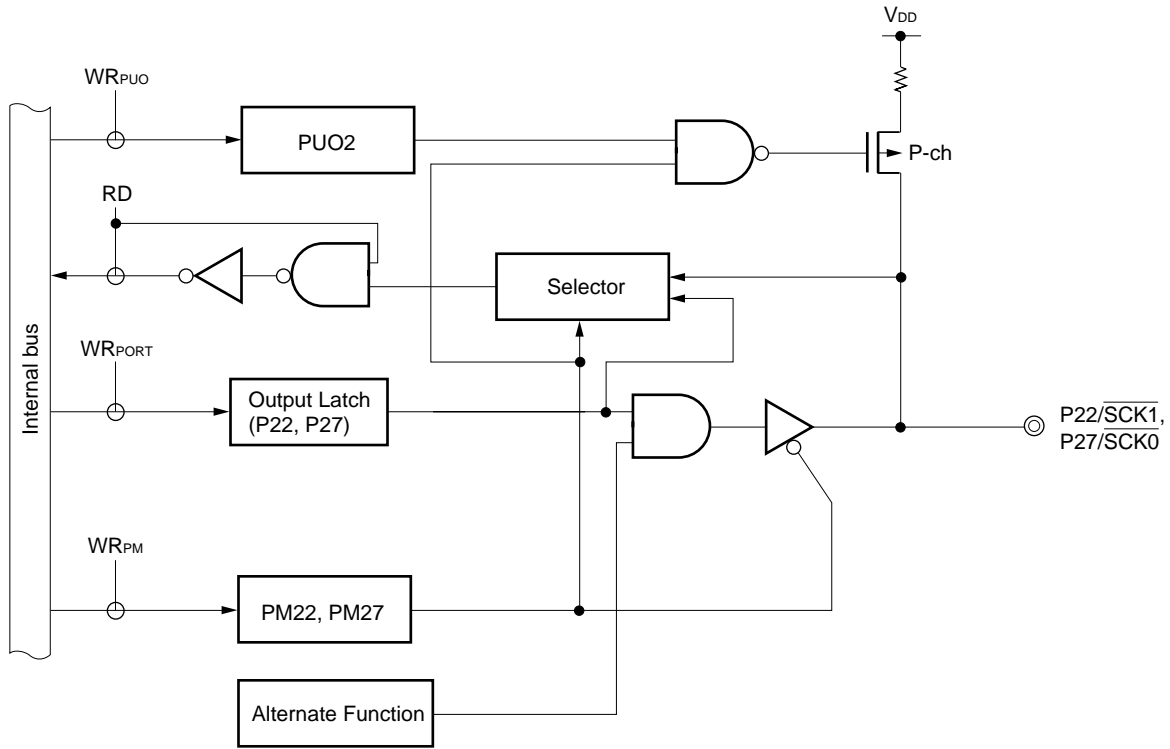 VDD
WRPUO
PUO2
P-ch
RD
Selector
Internal bus
WRPORT
Output Latch
(P22, P27)
P22/SCK1,
P27/SCK0
WRPM
PM22, PM27
Alternate Function